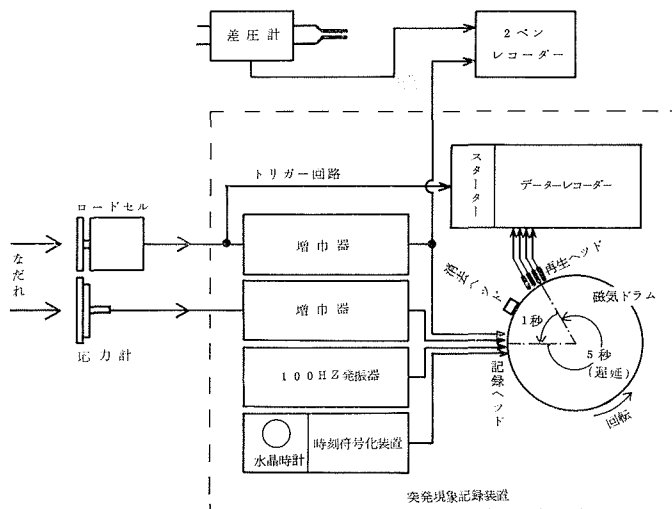 差圧計
2ペン
レコーダー
トリガー回路
スターター
データーレコーダー
ロードセル
なだれ
増巾器
消去ヘッド
再生ヘッド
磁気ドラム
応力計
増巾器
1秒
5秒
(遅延)
100HZ発振器
記録ヘッド
回転
水晶時計
時刻符号化装置
突発現象記録装置